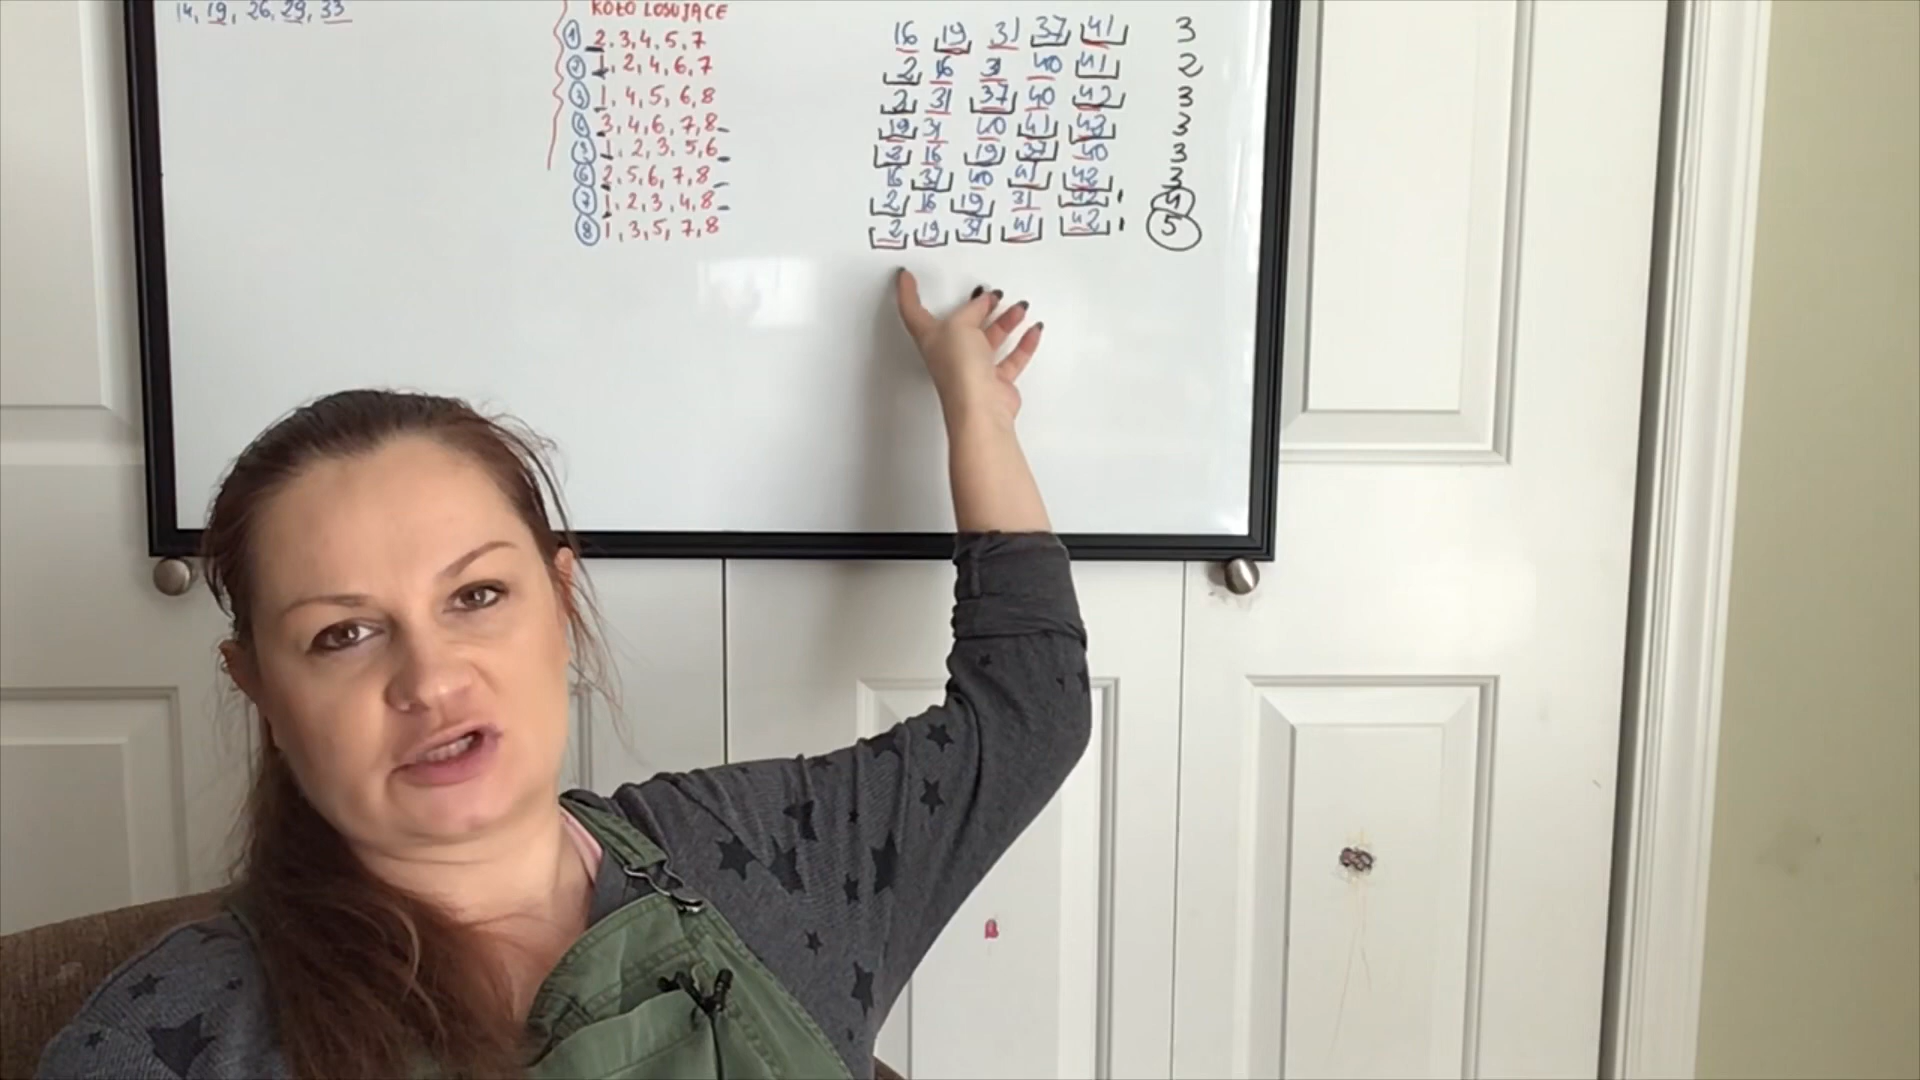 14, 19, 26, 29, 33
KOŁO LOSUJĄCE
① 2, 3, 4, 5, 7 16 19 31 37 41 3
② 1, 2, 4, 6, 7 2 16 31 40 41 2
③ 1, 4, 5, 6, 8 2 31 37 40 42 3
④ 3, 4, 6, 7, 8 19 31 40 41 42 3
⑤ 1, 2, 3, 5, 6 2 16 19 37 40 3
⑥ 2, 5, 6, 7, 8 16 37 40 41 42 3
⑦ 1, 2, 3, 4, 8 2 16 19 31 42 4
⑧ 1, 3, 5, 7, 8 2 19 37 41 42 5